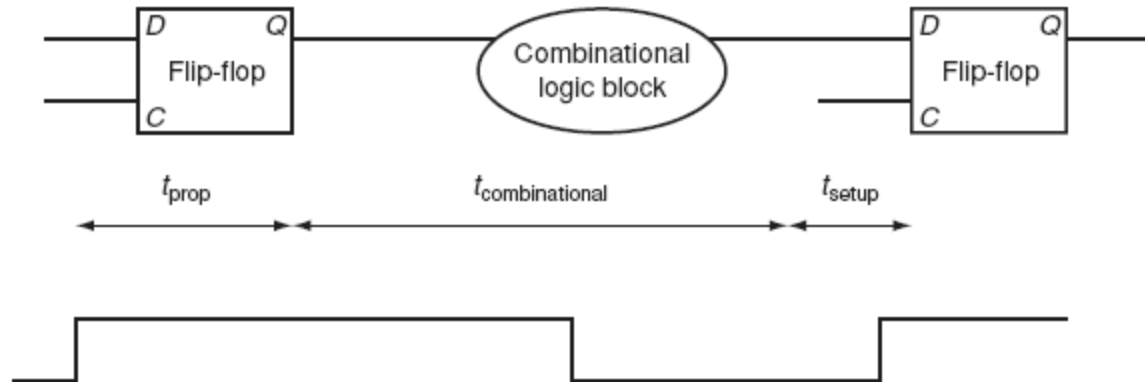 D Q
Flip-flop
C
Combinational
logic block
D Q
Flip-flop
C
tprop
tcombinational
tsetup